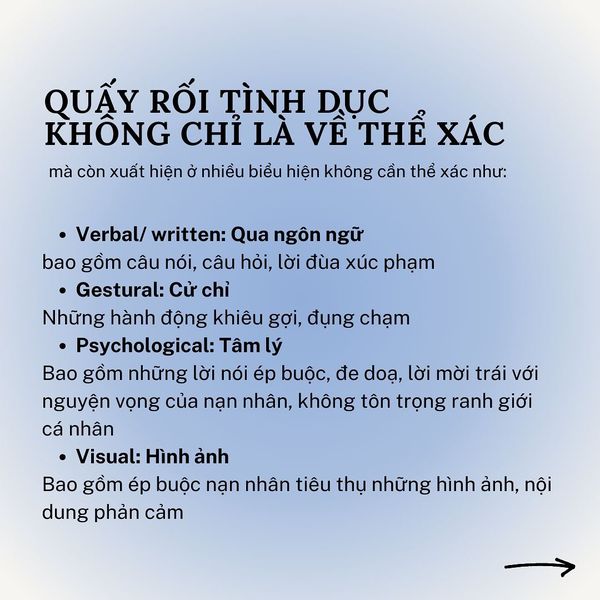 QUẤY RỐI TÌNH DỤC
KHÔNG CHỈ LÀ VỀ THỂ XÁC
mà còn xuất hiện ở nhiều biểu hiện không cần thể xác như:
• Verbal/ written: Qua ngôn ngữ
bao gồm câu nói, câu hỏi, lời đùa xúc phạm
• Gestural: Cử chỉ
Những hành động khiêu gợi, đụng chạm
• Psychological: Tâm lý
Bao gồm những lời nói ép buộc, đe doạ, lời mời trái với
nguyện vọng của nạn nhân, không tôn trọng ranh giới
cá nhân
• Visual: Hình ảnh
Bao gồm ép buộc nạn nhân tiêu thụ những hình ảnh, nội
dung phản cảm